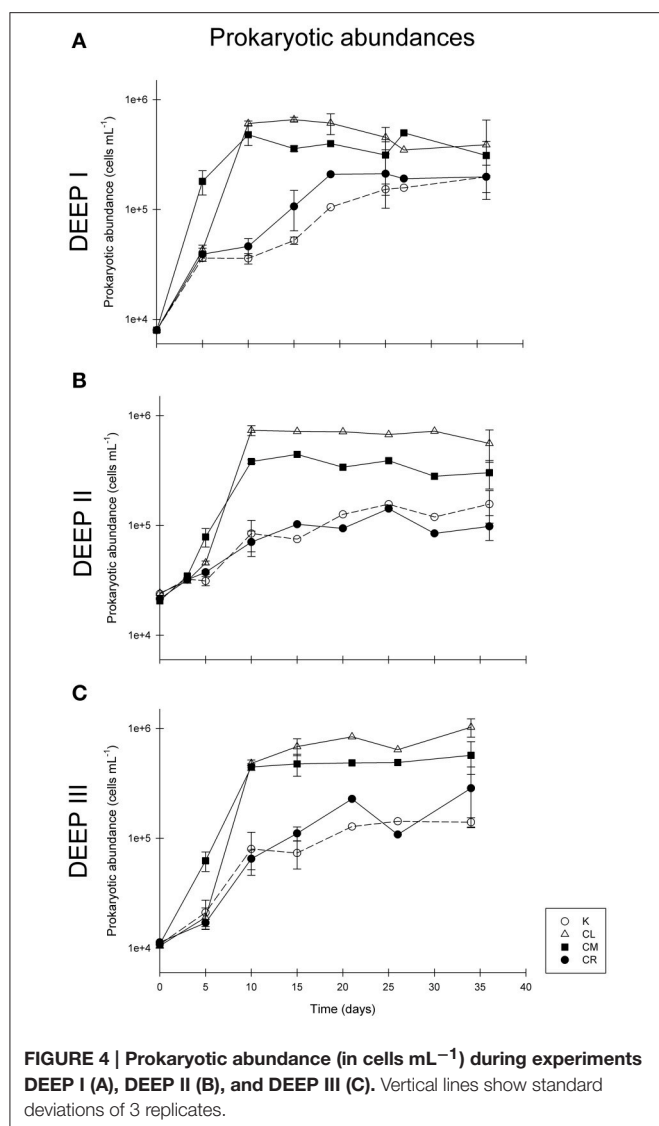 A
Prokaryotic abundances
DEEP I
Prokaryotic abundance (cells mL-1)
1e+6
1e+5
1e+4
B
DEEP II
Prokaryotic abundance (cells mL-1)
1e+6
1e+5
1e+4
C
DEEP III
Prokaryotic abundance (cells mL-1)
1e+6
1e+5
1e+4
0 5 10 15 20 25 30 35 40
Time (days)
K
CL
CM
CR
FIGURE 4 | Prokaryotic abundance (in cells mL−1) during experiments
DEEP I (A), DEEP II (B), and DEEP III (C). Vertical lines show standard
deviations of 3 replicates.